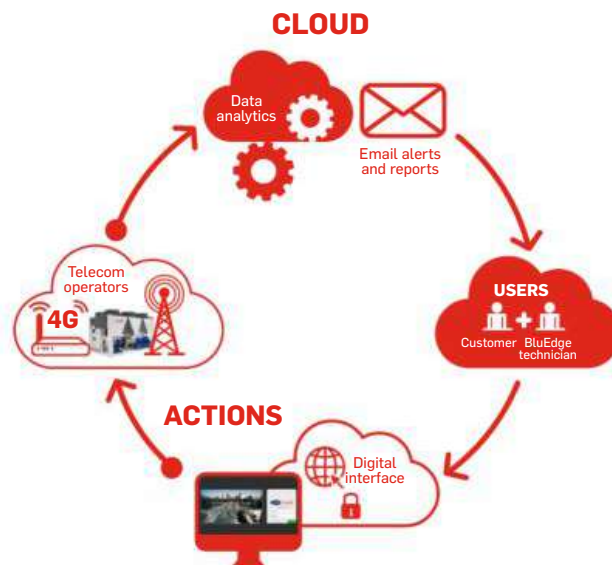 CLOUD
Data
analytics
Email alerts
and reports
Telecom
operators
4G
USERS
Customer
BluEdge
technician
ACTIONS
Digital
interface